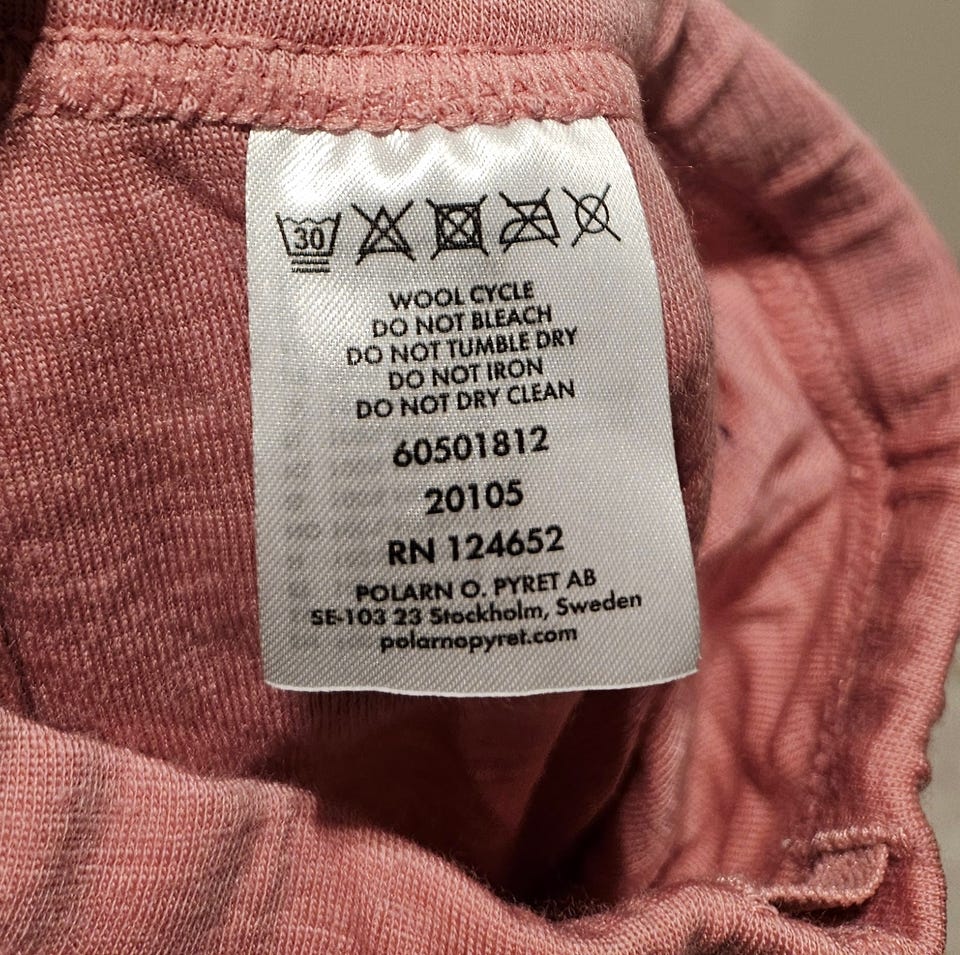 30
WOOL CYCLE
DO NOT BLEACH
DO NOT TUMBLE DRY
DO NOT IRON
DO NOT DRY CLEAN
60501812
20105
RN 124652
POLARN O. PYRET AB
SE-103 23 Stockholm, Sweden
polarnopyret.com